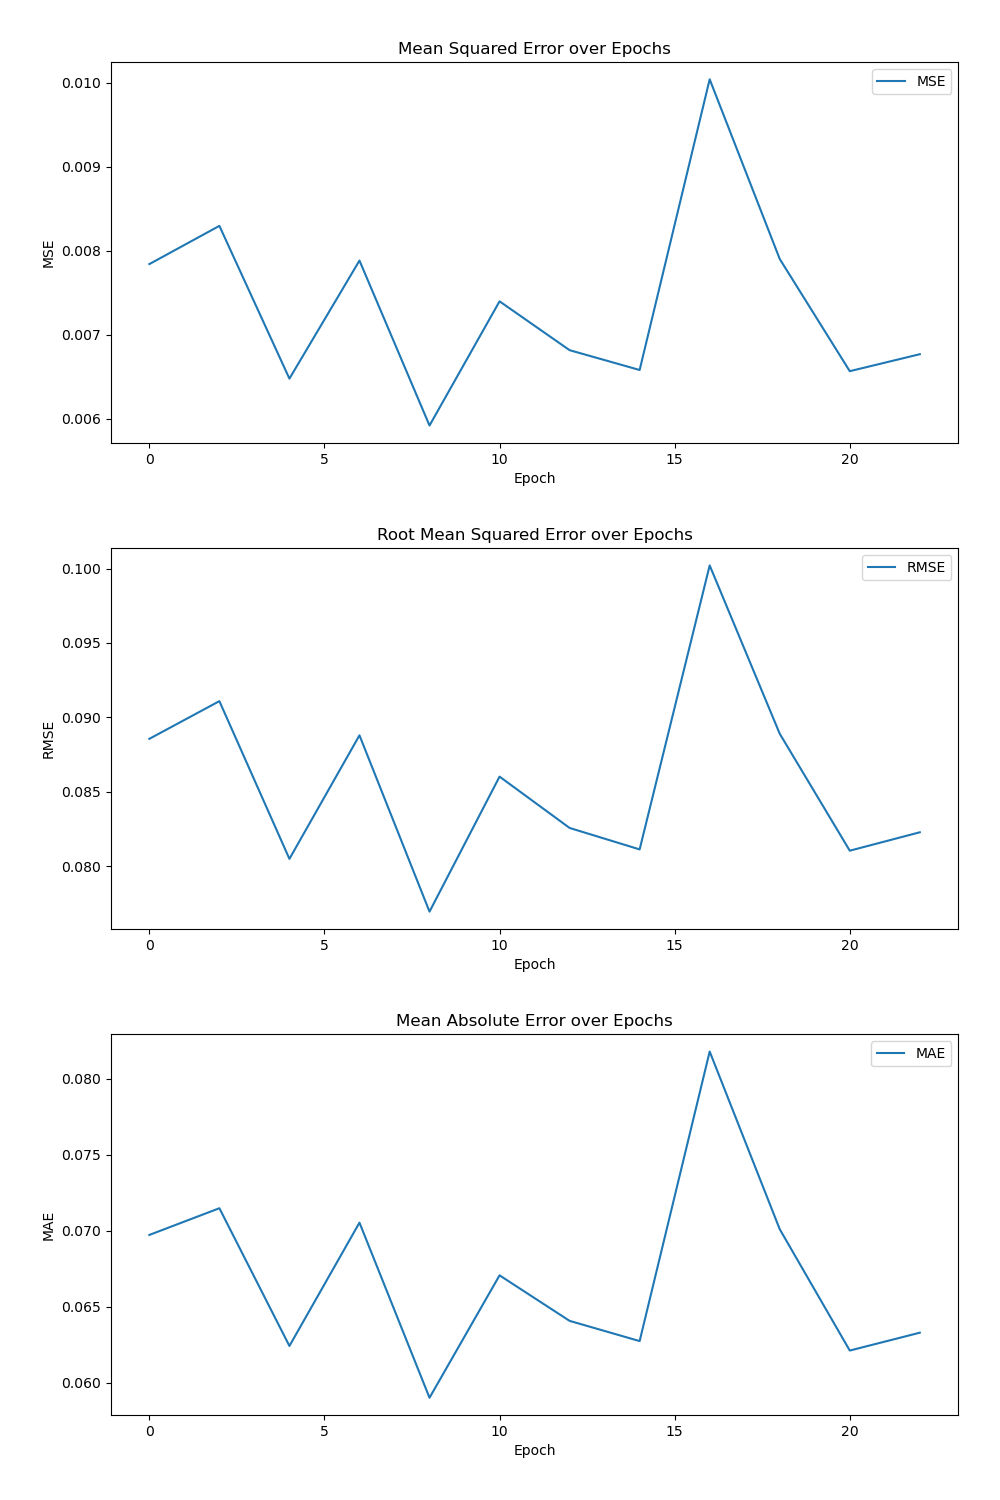 Mean Squared Error over Epochs
MSE
0.010
0.009
0.008
0.007
0.006
MSE
0 5 10 15 20
Epoch
Root Mean Squared Error over Epochs
RMSE
0.100
0.095
0.090
0.085
0.080
RMSE
0 5 10 15 20
Epoch
Mean Absolute Error over Epochs
MAE
0.080
0.075
0.070
0.065
0.060
MAE
0 5 10 15 20
Epoch